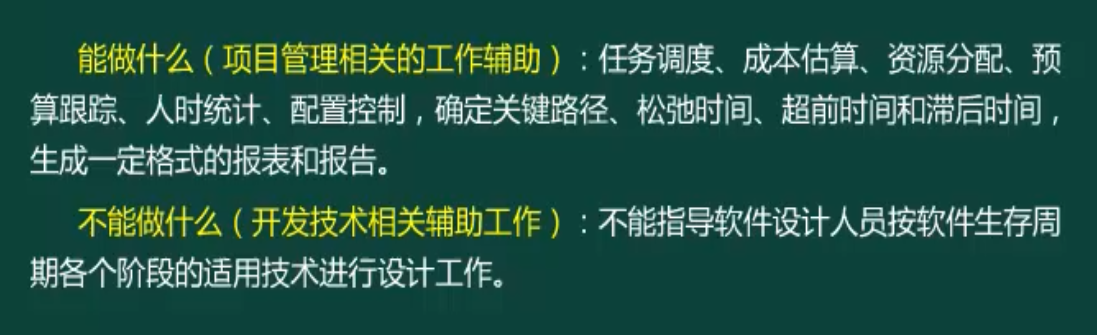 能做什么（项目管理相关的工作辅助）：任务调度、成本估算、资源分配、预
算跟踪、人时统计、配置控制，确定关键路径、松弛时间、超前时间和滞后时间，
生成一定格式的报表和报告。
不能做什么（开发技术相关辅助工作）：不能指导软件设计人员按软件生存周
期各个阶段的适用技术进行设计工作。